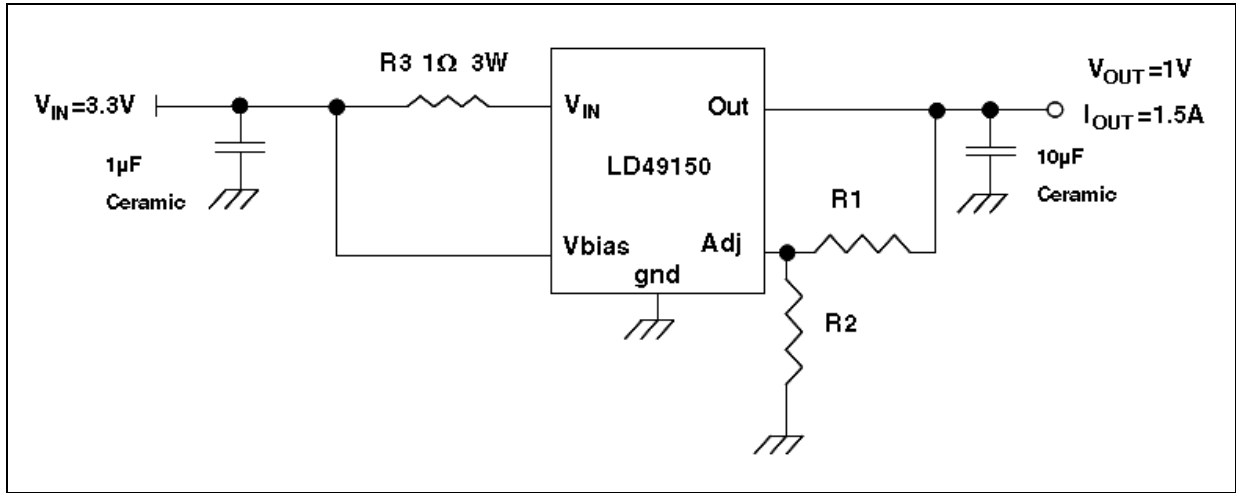 R3 1Ω 3W
V_IN=3.3V
1µF
Ceramic
V_IN
Out
LD49150
Vbias
Adj
gnd
R1
R2
V_OUT=1V
I_OUT=1.5A
10µF
Ceramic